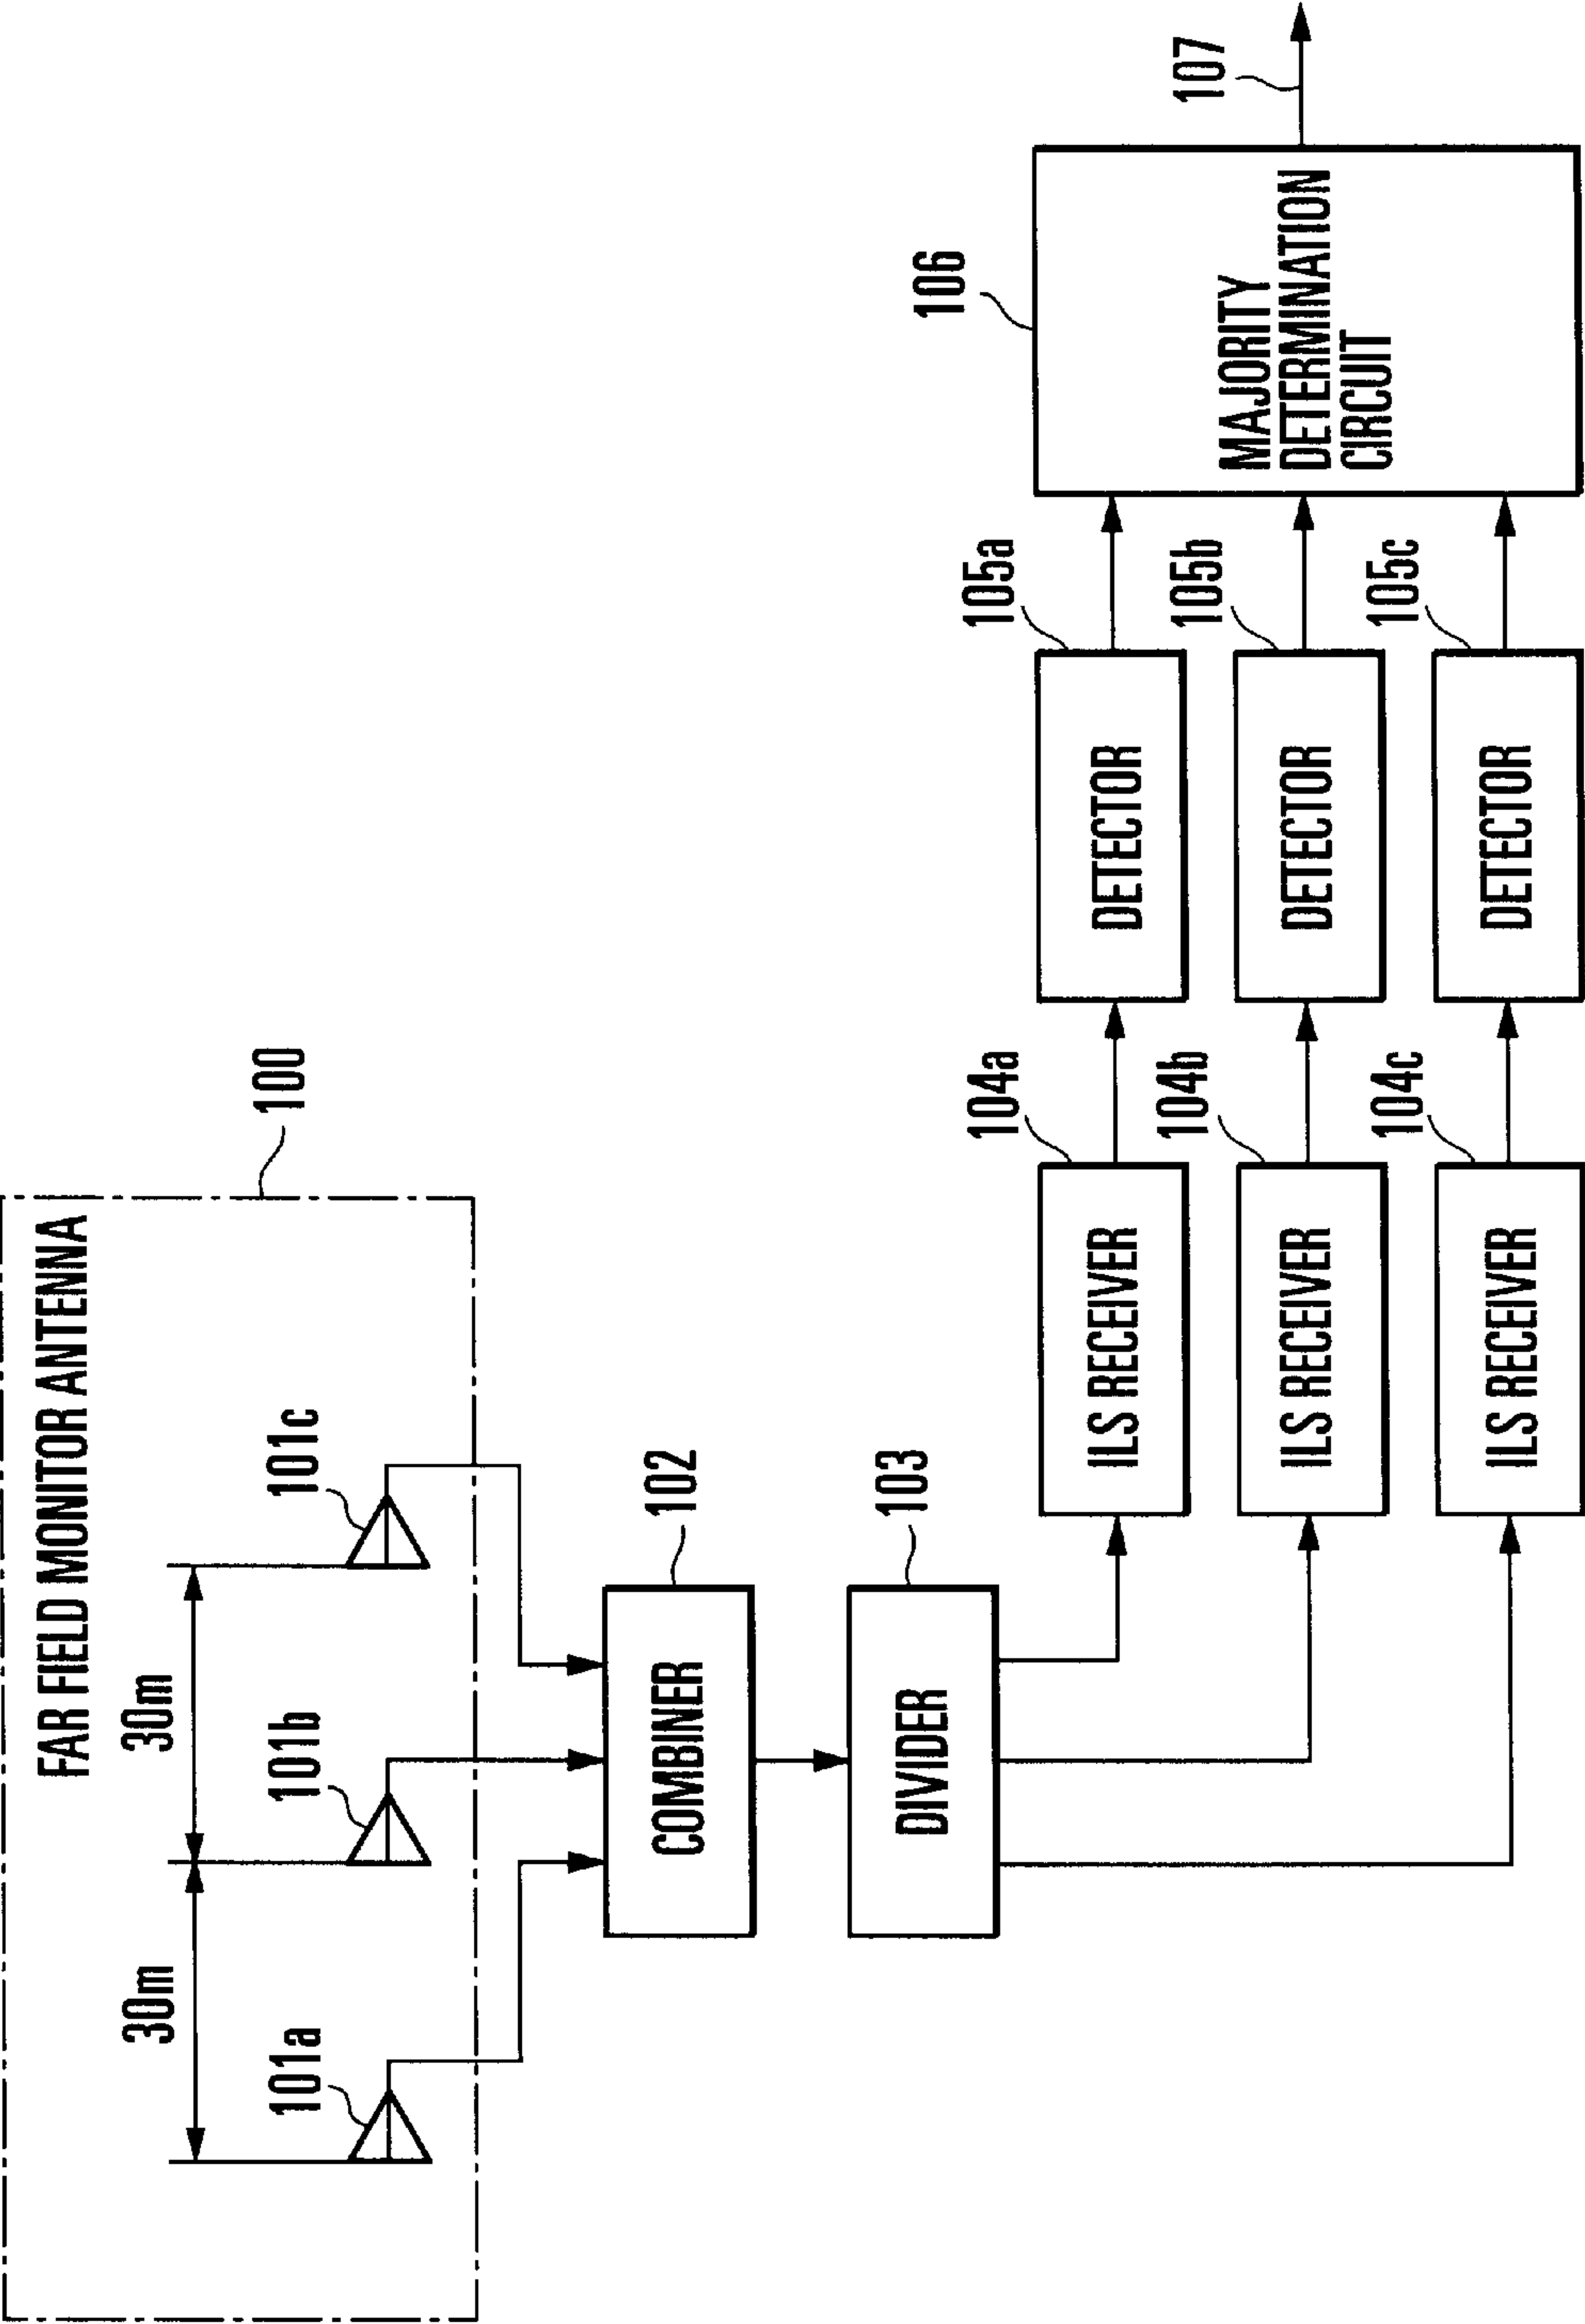 FAR FIELD MONITOR ANTENNA
100
30m
30m
101a
101b
101c
COMBINER
102
DIVIDER
103
104a
ILS RECEIVER
104b
ILS RECEIVER
104c
ILS RECEIVER
105a
DETECTOR
105b
DETECTOR
105c
DETECTOR
106
MAJORITY
DETERMINATION
CIRCUIT
107